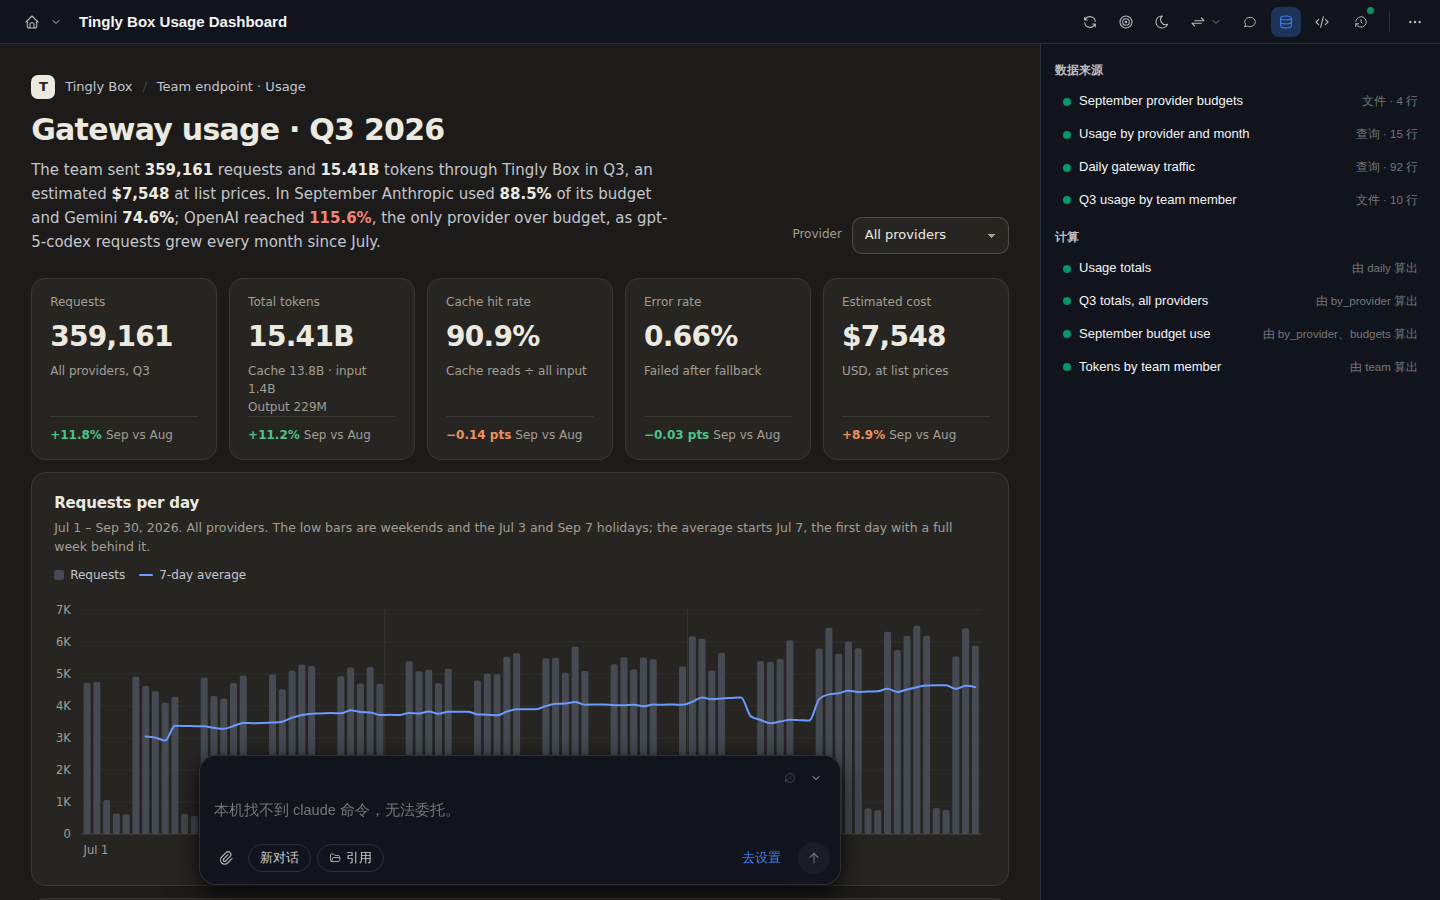 Tingly Box Usage Dashboard
T Tingly Box / Team endpoint · Usage
Gateway usage · Q3 2026
The team sent 359,161 requests and 15.41B tokens through Tingly Box in Q3, an
estimated $7,548 at list prices. In September Anthropic used 88.5% of its budget
and Gemini 74.6%; OpenAI reached 115.6%, the only provider over budget, as gpt-
5-codex requests grew every month since July.
Provider All providers
Requests
359,161
All providers, Q3
+11.8% Sep vs Aug
Total tokens
15.41B
Cache 13.8B · input
1.4B
Output 229M
+11.2% Sep vs Aug
Cache hit rate
90.9%
Cache reads ÷ all input
−0.14 pts Sep vs Aug
Error rate
0.66%
Failed after fallback
−0.03 pts Sep vs Aug
Estimated cost
$7,548
USD, at list prices
+8.9% Sep vs Aug
Requests per day
Jul 1 – Sep 30, 2026. All providers. The low bars are weekends and the Jul 3 and Sep 7 holidays; the average starts Jul 7, the first day with a full
week behind it.
Requests 7-day average
7K
6K
5K
4K
3K
2K
1K
0
Jul 1
本机找不到 claude 命令，无法委托。
新对话 引用 去设置
数据来源
September provider budgets 文件 · 4 行
Usage by provider and month 查询 · 15 行
Daily gateway traffic 查询 · 92 行
Q3 usage by team member 文件 · 10 行
计算
Usage totals 由 daily 算出
Q3 totals, all providers 由 by_provider 算出
September budget use 由 by_provider、budgets 算出
Tokens by team member 由 team 算出